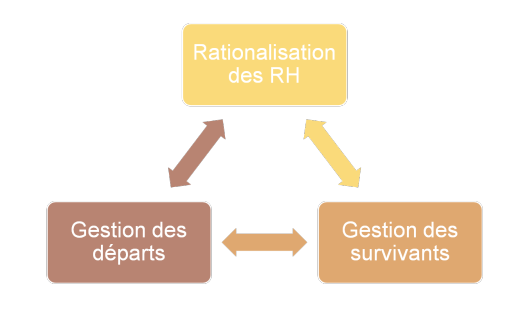 Rationalisation
des RH
Gestion des
départs
Gestion des
survivants